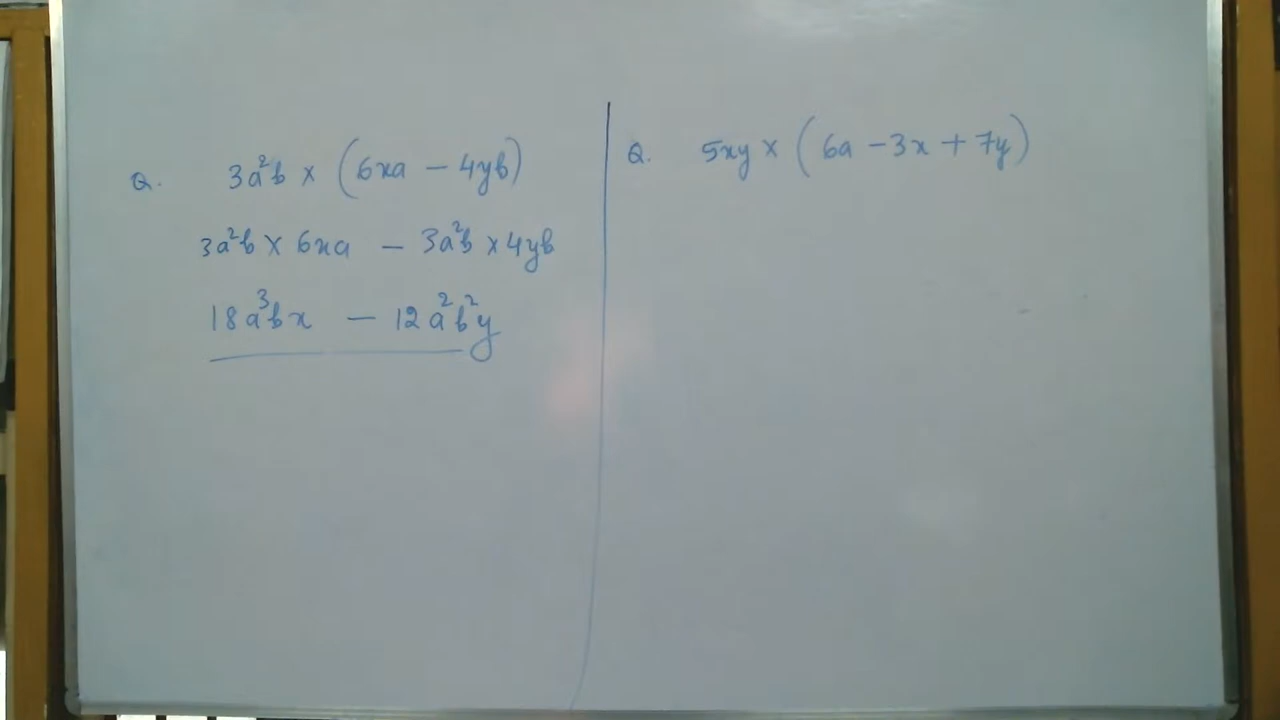 Q. 3a²b × (6xa - 4yb)
3a²b × 6xa - 3a²b × 4yb
18a³bx - 12a²b²y
Q. 5xy × (6a - 3x + 7y)